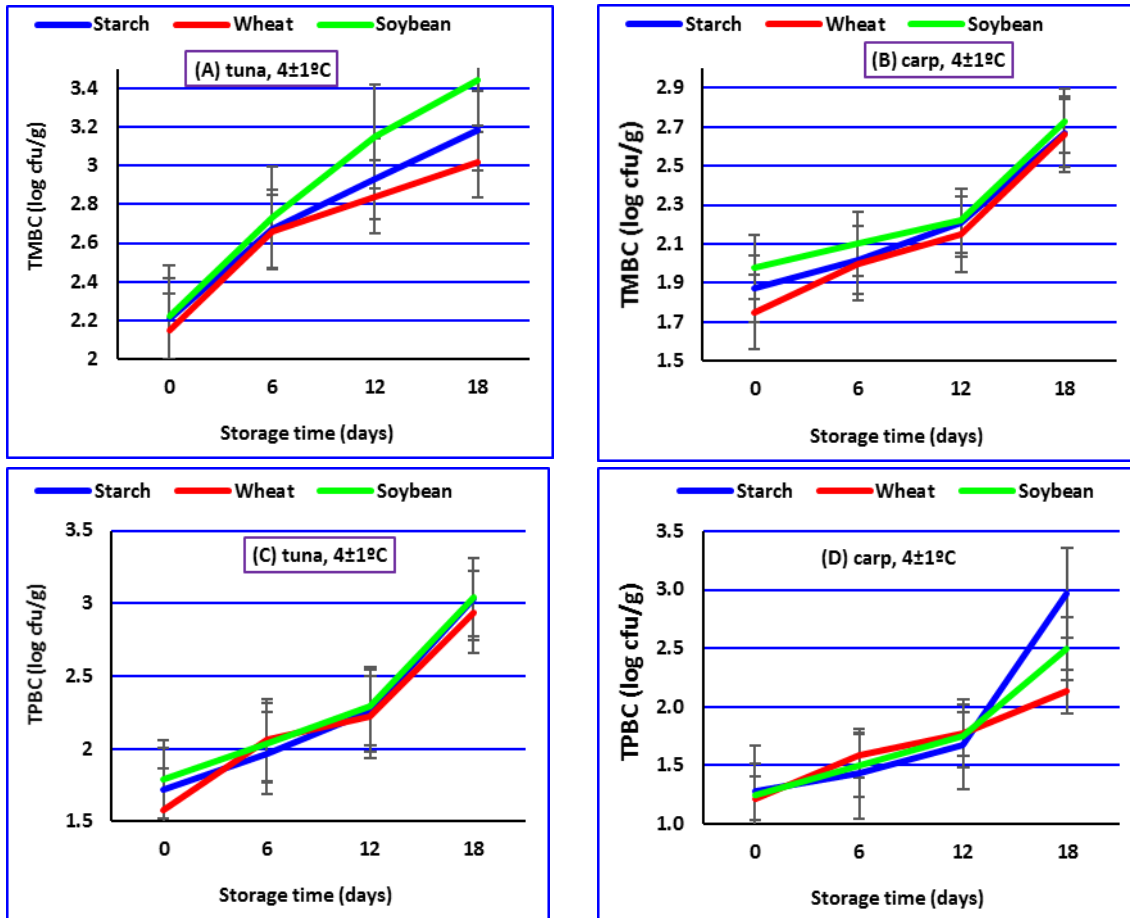 Starch Wheat Soybean
(A) tuna, 4±1ºC
TMBC (log cfu/g)
3.4
3.2
3
2.8
2.6
2.4
2.2
2
0 6 12 18
Storage time (days)
Starch Wheat Soybean
(B) carp, 4±1ºC
TMBC (log cfu/g)
2.9
2.7
2.5
2.3
2.1
1.9
1.7
1.5
0 6 12 18
Storage time (days)
Starch Wheat Soybean
(C) tuna, 4±1ºC
TPBC (log cfu/g)
3.5
3
2.5
2
1.5
0 6 12 18
Storage time (days)
Starch Wheat Soybean
(D) carp, 4±1ºC
TPBC (log cfu/g)
3.0
2.5
2.0
1.5
1.0
0 6 12 18
Storage time (days)